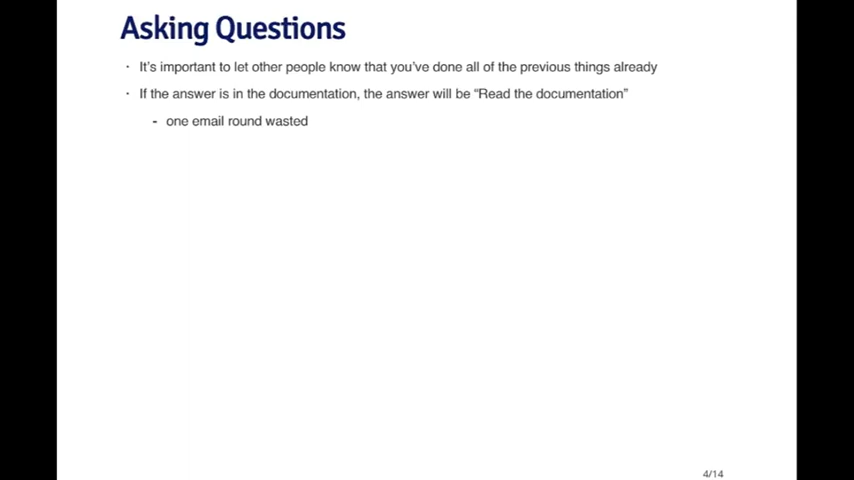 Asking Questions
· It's important to let other people know that you've done all of the previous things already
· If the answer is in the documentation, the answer will be “Read the documentation”
- one email round wasted
4/14